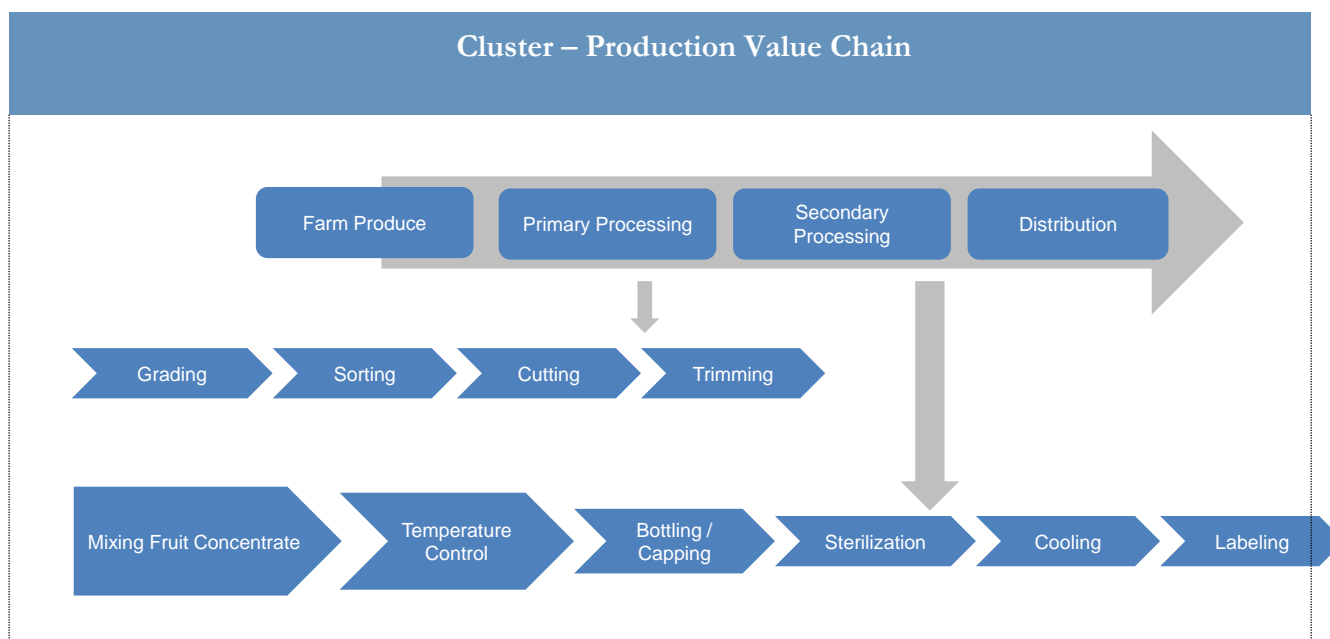 Cluster – Production Value Chain
Farm Produce
Primary Processing
Secondary
Processing
Distribution
Grading
Sorting
Cutting
Trimming
Mixing Fruit Concentrate
Temperature
Control
Bottling /
Capping
Sterilization
Cooling
Labeling